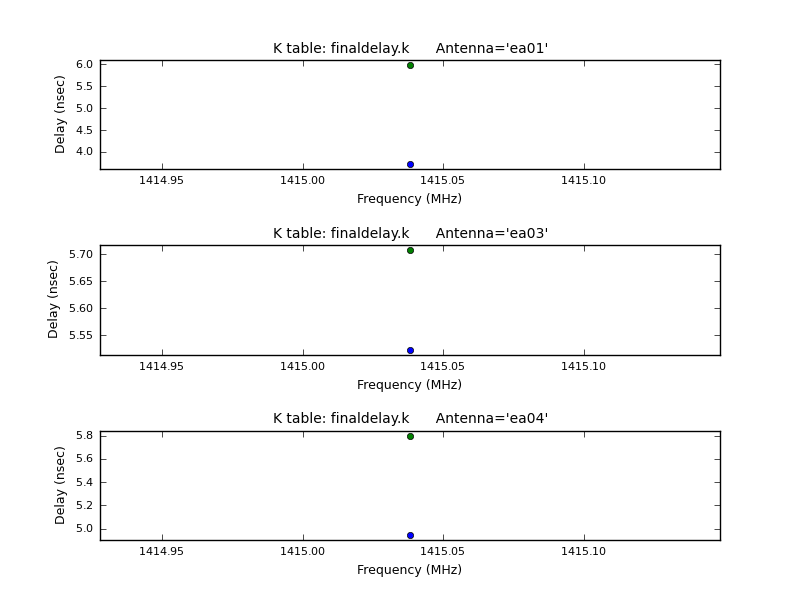 K table: finaldelay.k Antenna='ea01'
6.0
5.5
5.0
4.5
4.0
Delay (nsec)
1414.95 1415.00 1415.05 1415.10
Frequency (MHz)
K table: finaldelay.k Antenna='ea03'
5.70
5.65
5.60
5.55
Delay (nsec)
1414.95 1415.00 1415.05 1415.10
Frequency (MHz)
K table: finaldelay.k Antenna='ea04'
5.8
5.6
5.4
5.2
5.0
Delay (nsec)
1414.95 1415.00 1415.05 1415.10
Frequency (MHz)